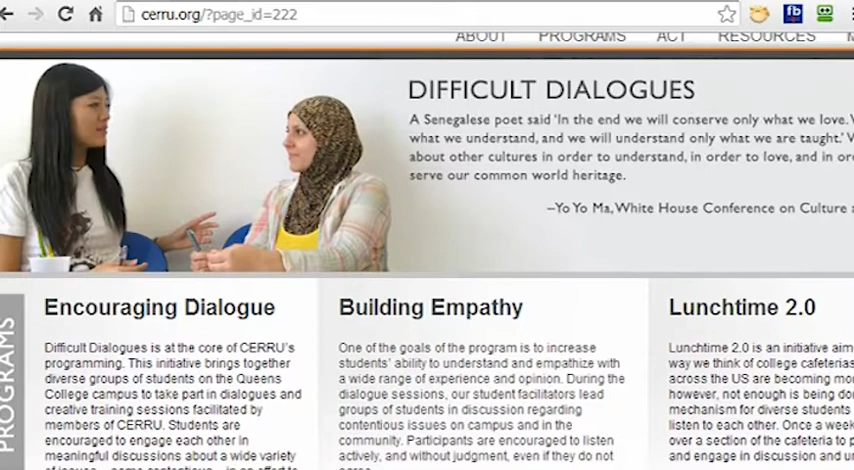 cerru.org/?page_id=222
ABOUT PROGRAMS ACT RESOURCES
DIFFICULT DIALOGUES
A Senegalese poet said 'In the end we will conserve only what we love.
what we understand, and we will understand only what we are taught.'
about other cultures in order to understand, in order to love, and in
serve our common world heritage.
–Yo Yo Ma, White House Conference on Culture
PROGRAMS
Encouraging Dialogue
Difficult Dialogues is at the core of CERRU's
programming. This initiative brings together
diverse groups of students on the Queens
College campus to take part in dialogues and
creative training sessions facilitated by
members of CERRU. Students are
encouraged to engage each other in
meaningful discussions about a wide variety
of issues – some contentious – in an effort to
Building Empathy
One of the goals of the program is to increase
students' ability to understand and empathize with
a wide range of experience and opinion. During the
dialogue sessions, our student facilitators lead
groups of students in discussion regarding
contentious issues on campus and in the
community. Participants are encouraged to listen
actively, and without judgment, even if they do not
agree.
Lunchtime 2.0
Lunchtime 2.0 is an initiative aim
way we think of college cafeterias
across the US are becoming mo
however, not enough is being do
mechanism for diverse students
listen to each other. Once a week
over a section of the cafeteria to p
and engage in discussion and u